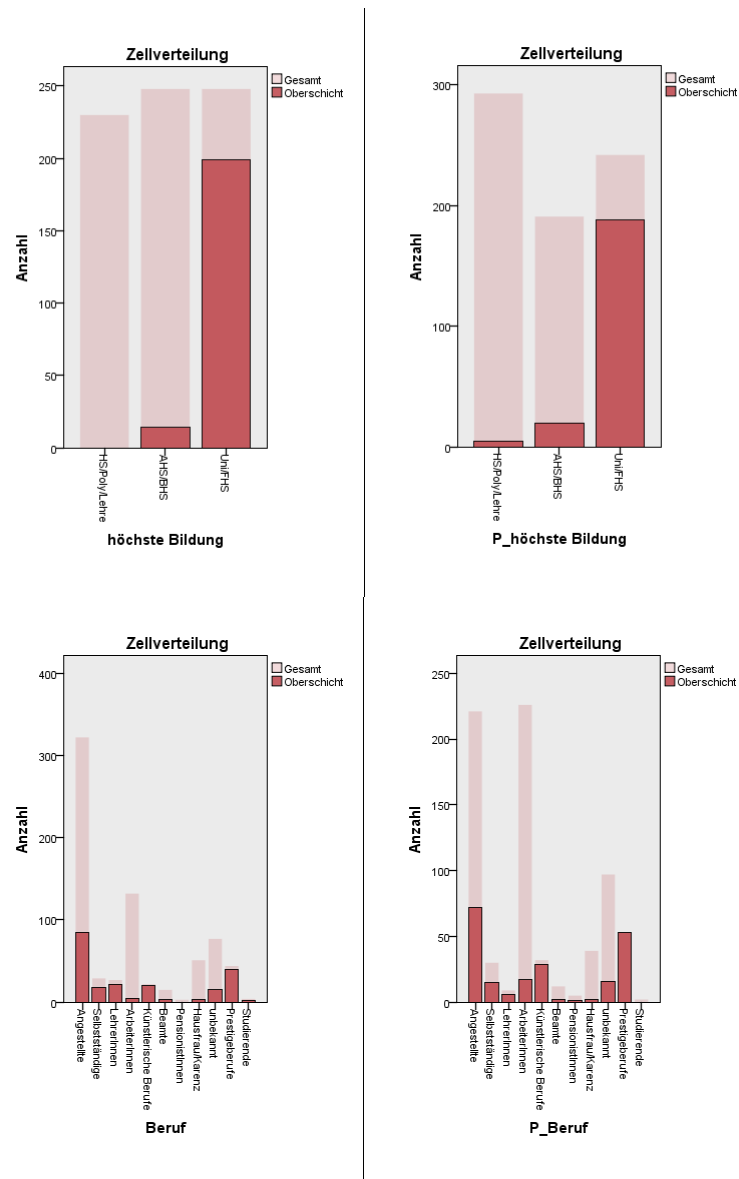 Zellverteilung
Gesamt
Oberschicht
250
200
150
100
50
0
Anzahl
HS/Poly/Lehre
AHS/BHS
Uni/FHS
höchste Bildung
Zellverteilung
Gesamt
Oberschicht
300
200
100
0
Anzahl
HS/Poly/Lehre
AHS/BHS
Uni/FHS
P_höchste Bildung
Zellverteilung
Gesamt
Oberschicht
400
300
200
100
0
Anzahl
Angestellte
Selbstständige
LehrerInnen
ArbeiterInnen
Künstlerische Berufe
Beamte
PensionistInnen
Hausfrau/Karenz
unbekannt
Prestigeberufe
Studierende
Beruf
Zellverteilung
Gesamt
Oberschicht
250
200
150
100
50
0
Anzahl
Angestellte
Selbstständige
LehrerInnen
ArbeiterInnen
Künstlerische Berufe
Beamte
PensionistInnen
Hausfrau/Karenz
unbekannt
Prestigeberufe
Studierende
P_Beruf